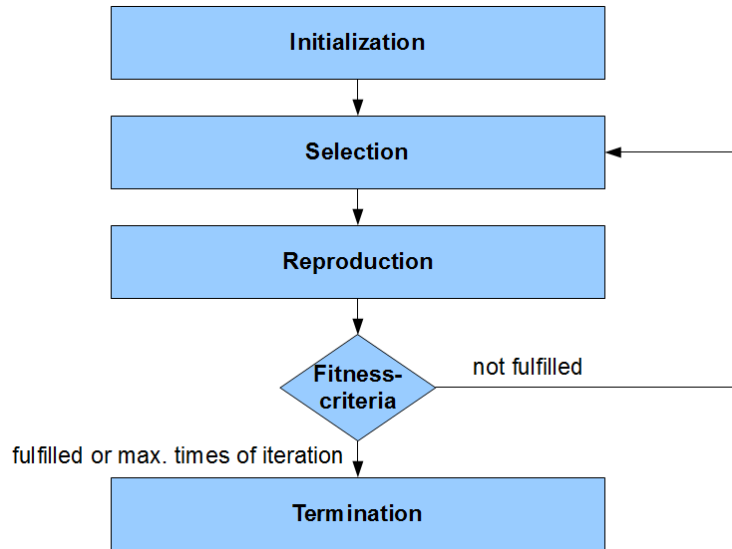 Initialization
Selection
Reproduction
Fitness-
criteria
not fulfilled
fulfilled or max. times of iteration
Termination